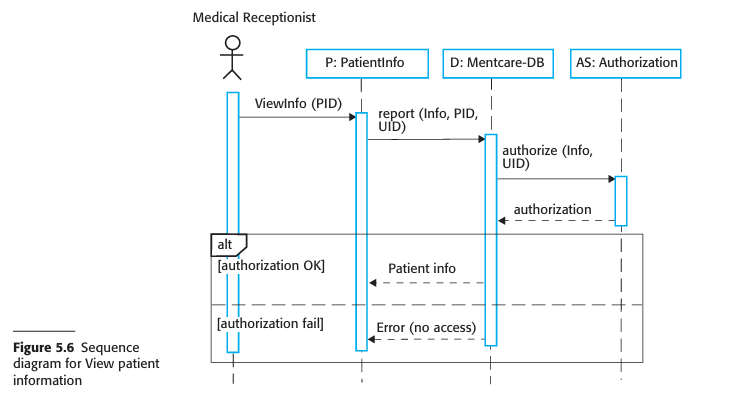 Medical Receptionist
P: PatientInfo
D: Mentcare-DB
AS: Authorization
ViewInfo (PID)
report (Info, PID,
UID)
authorize (Info,
UID)
authorization
alt
[authorization OK]
Patient info
[authorization fail]
Error (no access)
Figure 5.6 Sequence
diagram for View patient
information